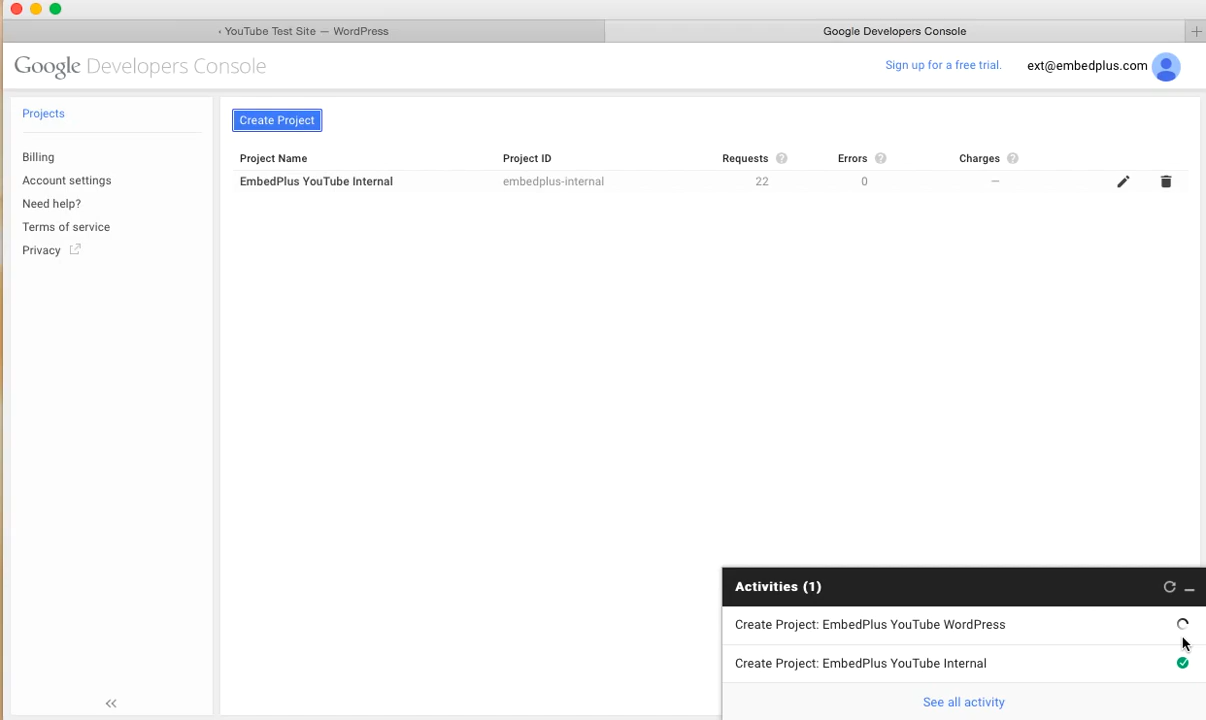 ‹ YouTube Test Site — WordPress
Google Developers Console
Google Developers Console
Sign up for a free trial.
ext@embedplus.com
Projects
Billing
Account settings
Need help?
Terms of service
Privacy
Create Project
Project Name Project ID Requests ? Errors ? Charges ?
EmbedPlus YouTube Internal embedplus-internal 22 0 —
Activities (1)
Create Project: EmbedPlus YouTube WordPress
Create Project: EmbedPlus YouTube Internal
See all activity